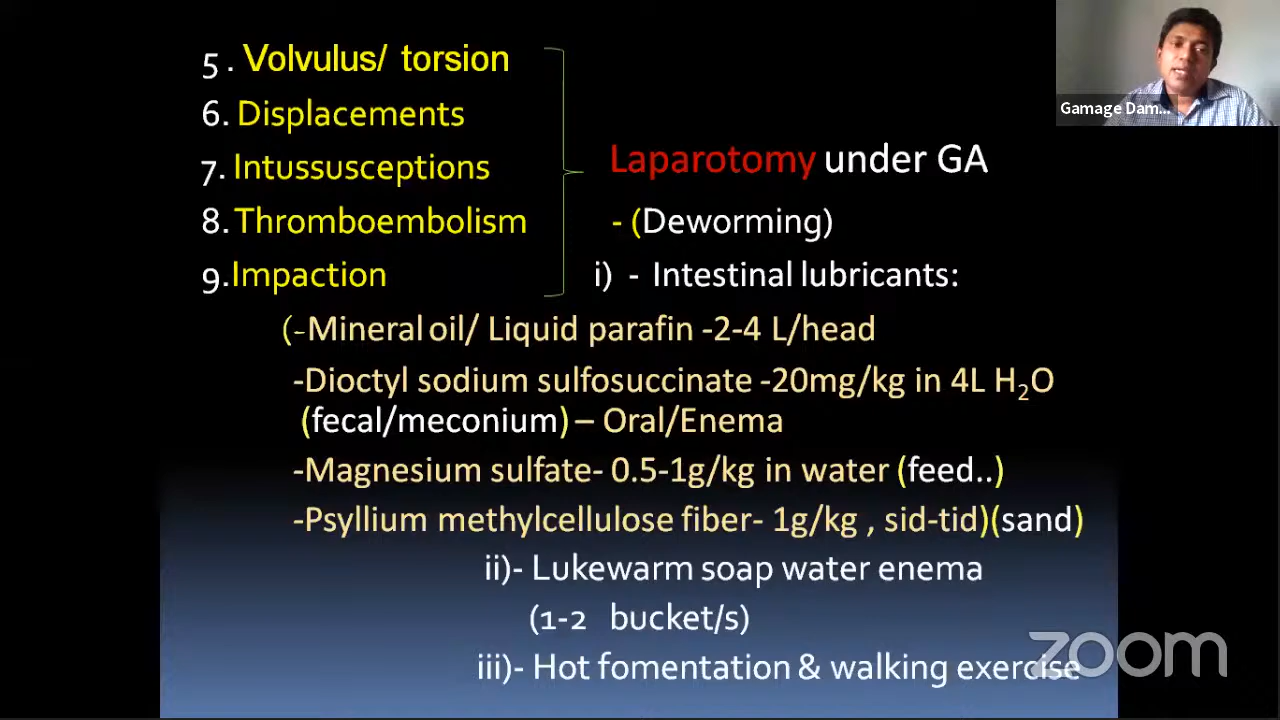 5. Volvulus/ torsion
6. Displacements
7. Intussusceptions
8. Thromboembolism
9.Impaction
Laparotomy under GA
- (Deworming)
i) - Intestinal lubricants:
(-Mineral oil/ Liquid parafin -2-4 L/head
-Dioctyl sodium sulfosuccinate -20mg/kg in 4L H₂O
(fecal/meconium) – Oral/Enema
-Magnesium sulfate- 0.5-1g/kg in water (feed..)
-Psyllium methylcellulose fiber- 1g/kg , sid-tid)(sand)
ii)- Lukewarm soap water enema
(1-2 bucket/s)
iii)- Hot fomentation & walking exercise
Gamage Dam...
zoom